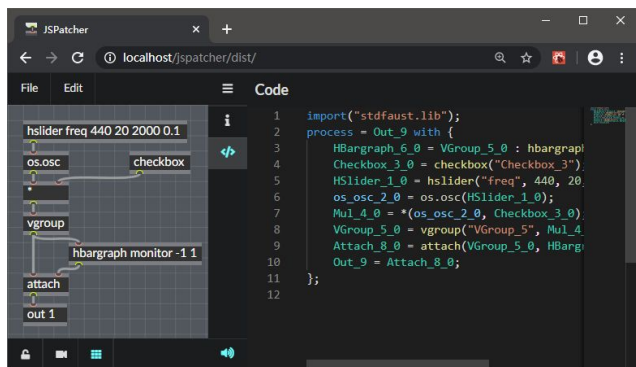 JSPatcher
localhost/jspatcher/dist/
File Edit
Code
hslider freq 440 20 2000 0.1
os.osc
checkbox
*
vgroup
hbargraph monitor -1 1
attach
out 1
1 import("stdfaust.lib");
2 process = Out_9 with {
3 HBargraph_6_0 = VGroup_5_0 : hbargraph
4 Checkbox_3_0 = checkbox("Checkbox_3")
5 HSlider_1_0 = hslider("freq", 440, 20,
6 os_osc_2_0 = os.osc(HSlider_1_0);
7 Mul_4_0 = *(os_osc_2_0, Checkbox_3_0)
8 VGroup_5_0 = vgroup("VGroup_5", Mul_4_
9 Attach_8_0 = attach(VGroup_5_0, HBarg
10 Out_9 = Attach_8_0;
11 };
12